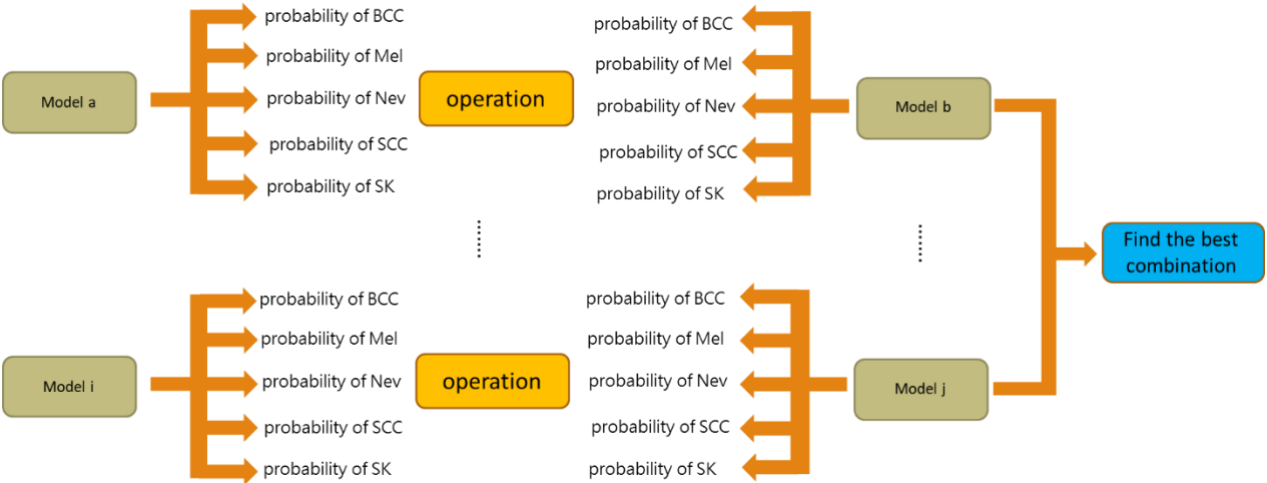 Model a
probability of BCC
probability of Mel
probability of Nev
probability of SCC
probability of SK
operation
probability of BCC
probability of Mel
probability of Nev
probability of SCC
probability of SK
Model b
Model i
probability of BCC
probability of Mel
probability of Nev
probability of SCC
probability of SK
operation
probability of BCC
probability of Mel
probability of Nev
probability of SCC
probability of SK
Model j
Find the best
combination